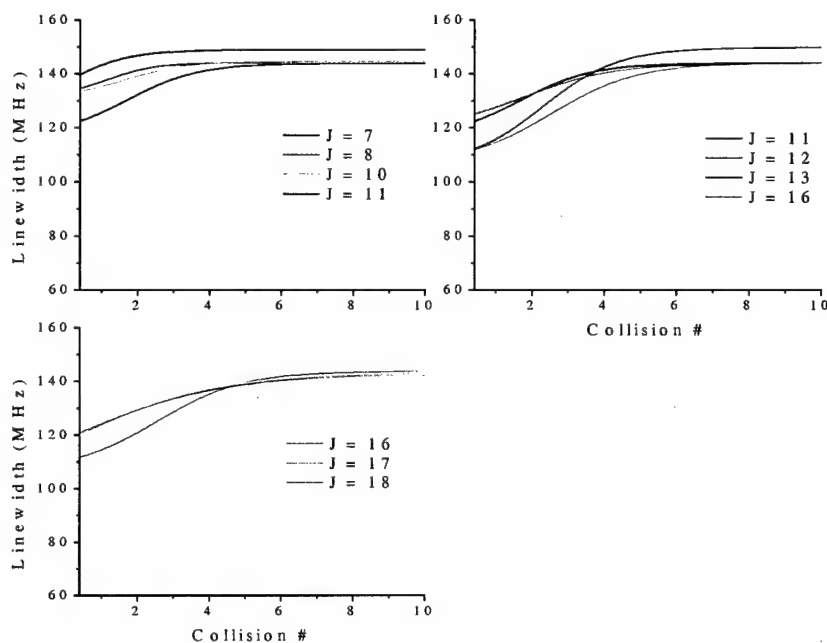 160
140
120
100
80
60
Linewidth (MHz)
2 4 6 8 10
J = 7
J = 8
J = 10
J = 11
160
140
120
100
80
60
2 4 6 8 10
Collision #
J = 11
J = 12
J = 13
J = 16
160
140
120
100
80
60
Linewidth (MHz)
2 4 6 8 10
Collision #
J = 16
J = 17
J = 18